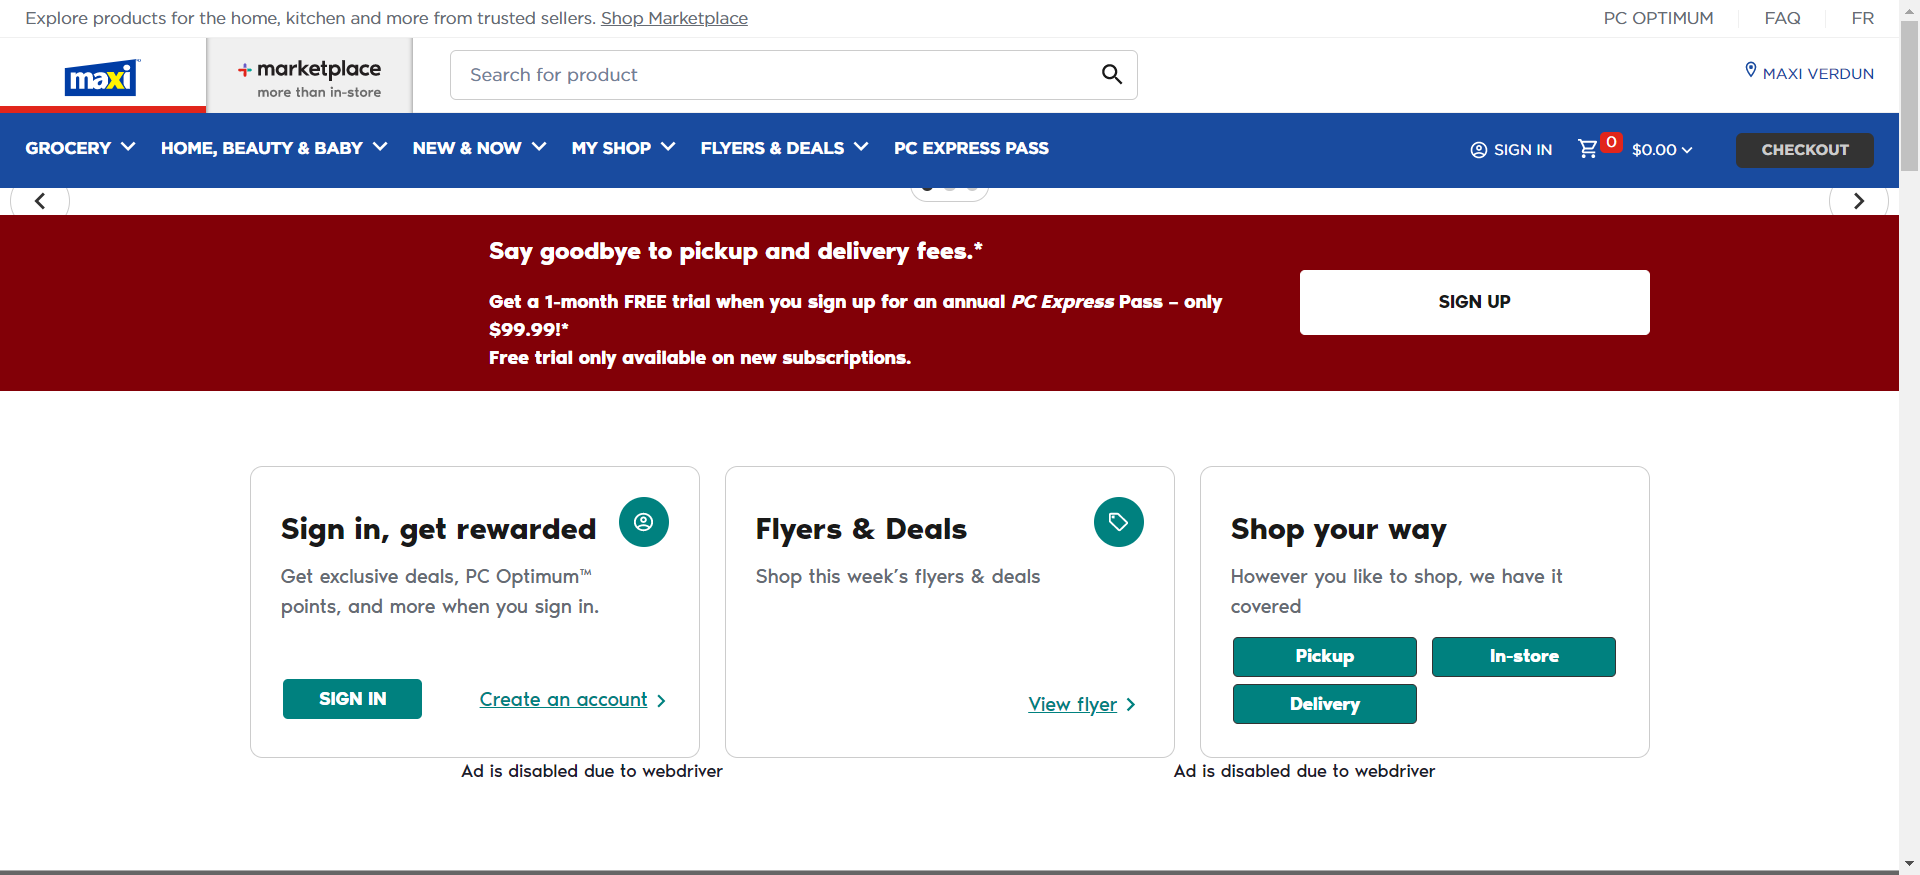 Explore products for the home, kitchen and more from trusted sellers. Shop Marketplace
PC OPTIMUM
FAQ
FR
maxi
marketplace
more than in-store
Search for product
MAXI VERDUN
GROCERY
HOME, BEAUTY & BABY
NEW & NOW
MY SHOP
FLYERS & DEALS
PC EXPRESS PASS
SIGN IN
0
$0.00
CHECKOUT
Say goodbye to pickup and delivery fees.*
Get a 1-month FREE trial when you sign up for an annual PC Express Pass – only
$99.99!*
Free trial only available on new subscriptions.
SIGN UP
Sign in, get rewarded
Get exclusive deals, PC Optimum™
points, and more when you sign in.
SIGN IN
Create an account
Flyers & Deals
Shop this week's flyers & deals
View flyer
Shop your way
However you like to shop, we have it
covered
Pickup
In-store
Delivery
Ad is disabled due to webdriver
Ad is disabled due to webdriver